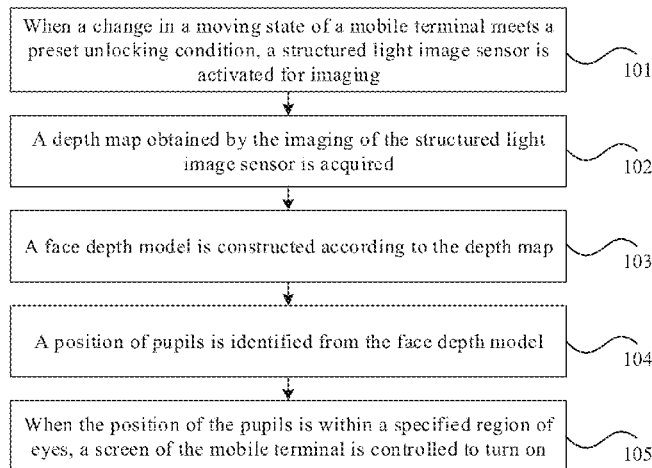 When a change in a moving state of a mobile terminal meets a
preset unlocking condition, a structured light image sensor is
activated for imaging
101
A depth map obtained by the imaging of the structured light
image sensor is acquired
102
A face depth model is constructed according to the depth map
103
A position of pupils is identified from the face depth model
104
When the position of the pupils is within a specified region of
eyes, a screen of the mobile terminal is controlled to turn on
105